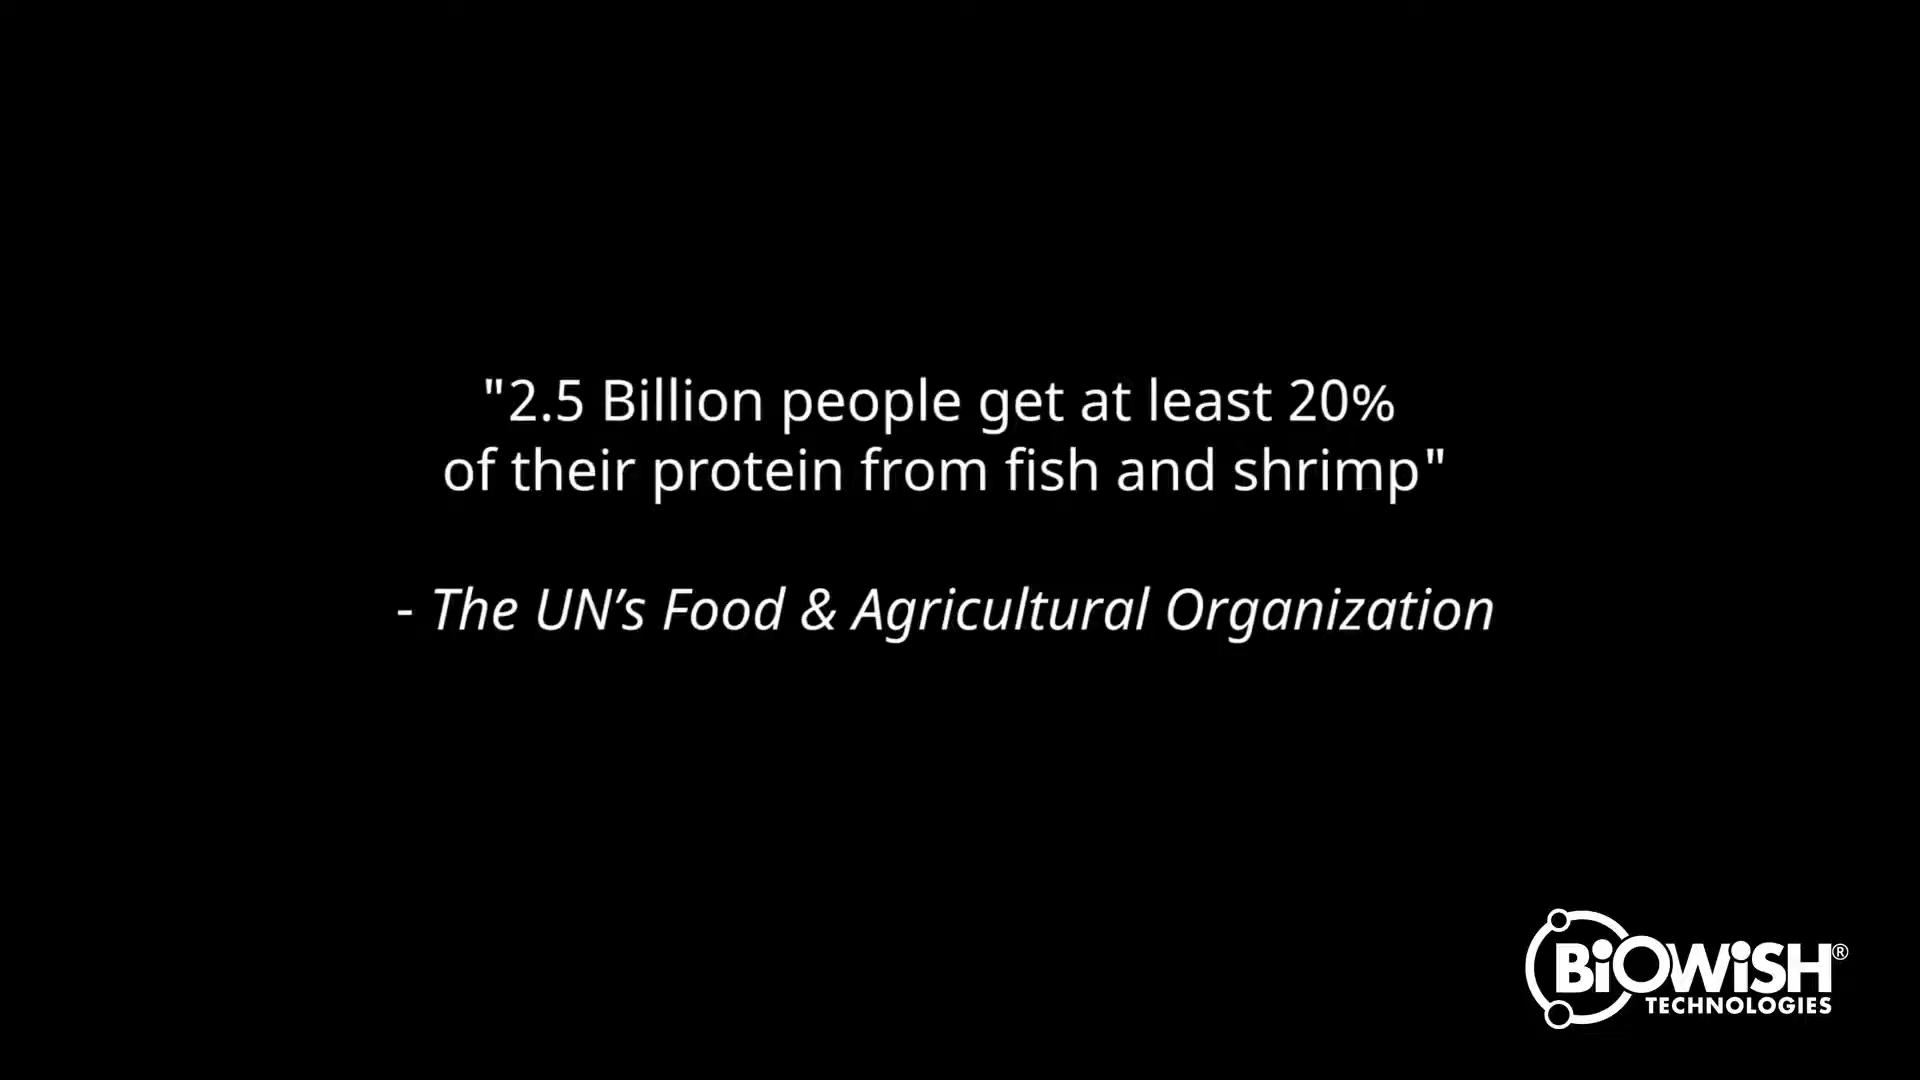 "2.5 Billion people get at least 20%
of their protein from fish and shrimp"
- The UN’s Food & Agricultural Organization
BiOWiSH®
TECHNOLOGIES